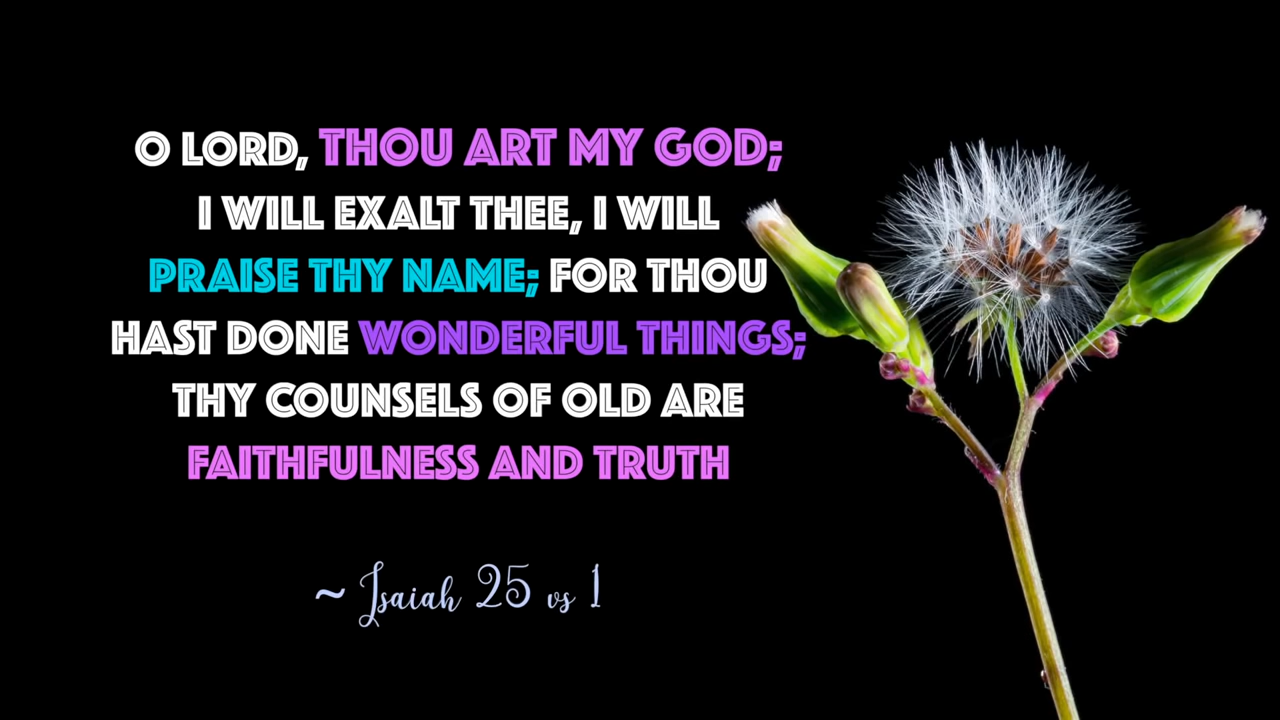 O LORD, THOU ART MY GOD;
I WILL EXALT THEE, I WILL
PRAISE THY NAME; FOR THOU
HAST DONE WONDERFUL THINGS;
THY COUNSELS OF OLD ARE
FAITHFULNESS AND TRUTH
~ Isaiah 25 vs 1